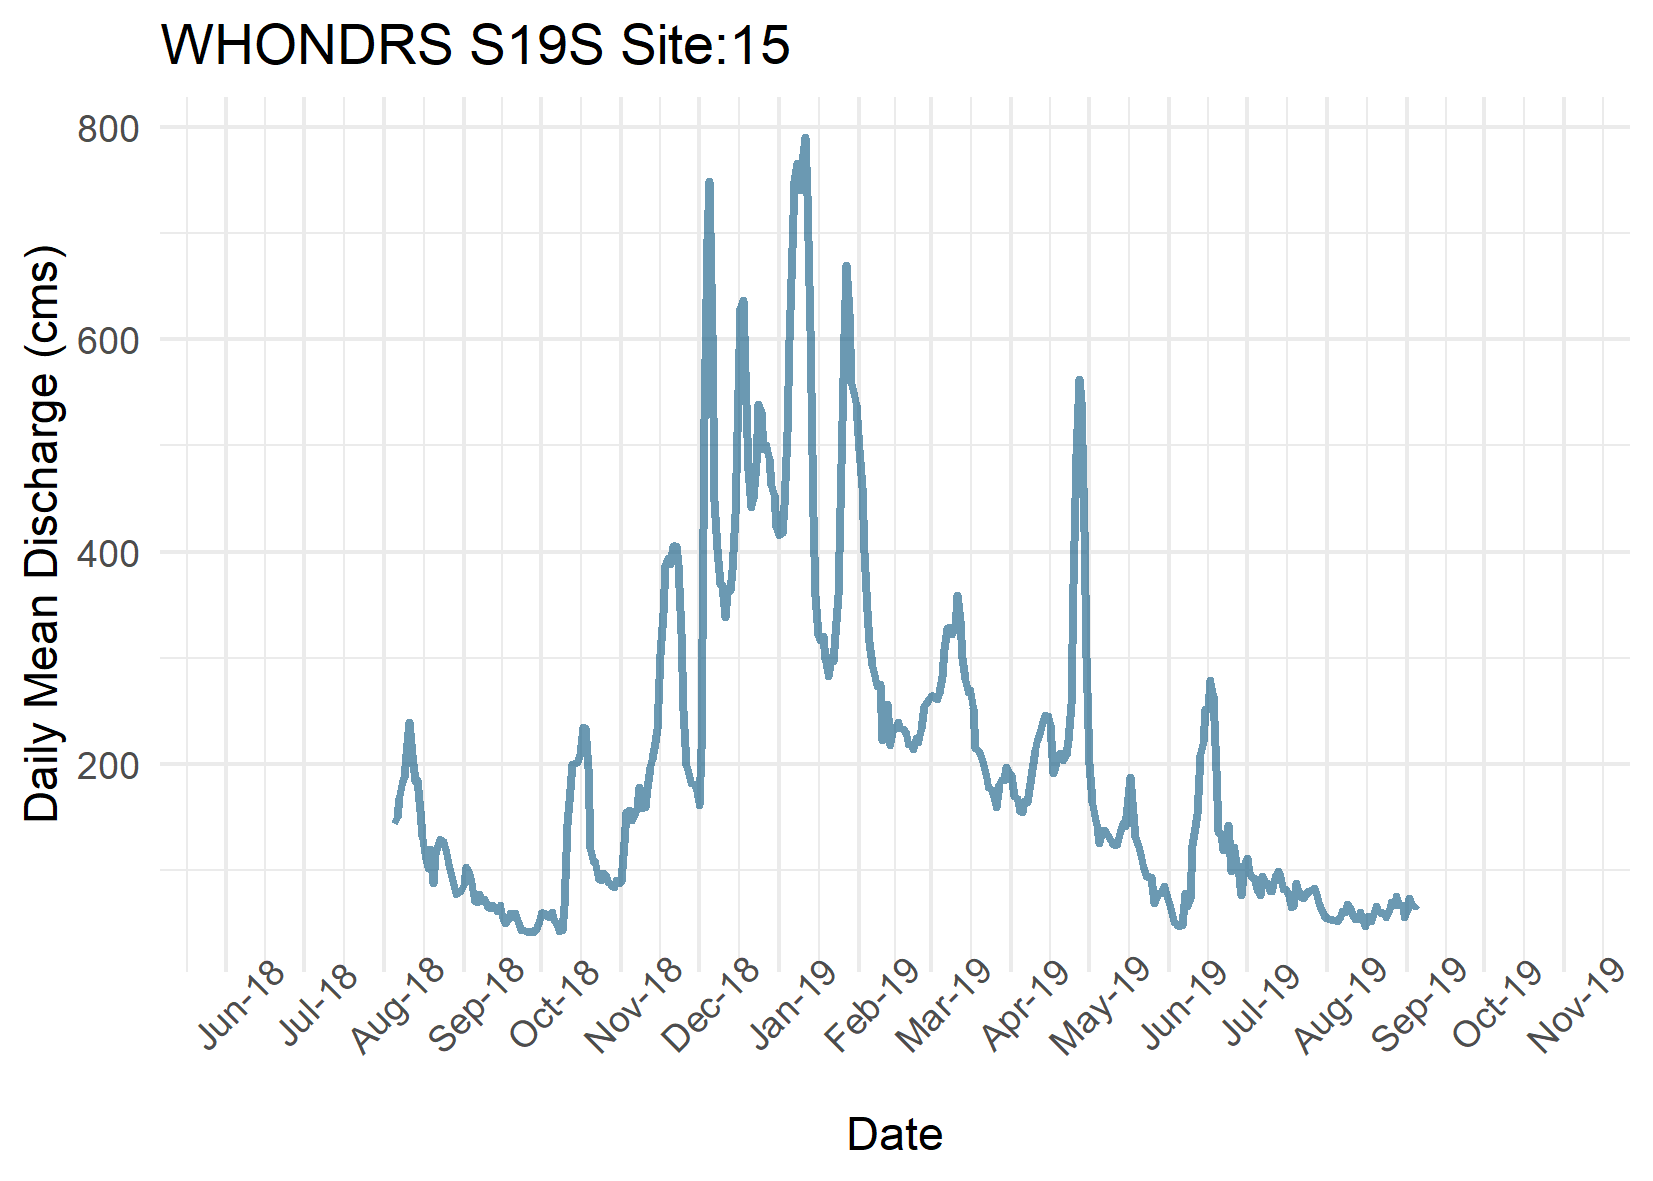 WHONDRS S19S Site:15
800
600
400
200
Daily Mean Discharge (cms)
Jun-18
Jul-18
Aug-18
Sep-18
Oct-18
Nov-18
Dec-18
Jan-19
Feb-19
Mar-19
Apr-19
May-19
Jun-19
Jul-19
Aug-19
Sep-19
Oct-19
Nov-19
Date